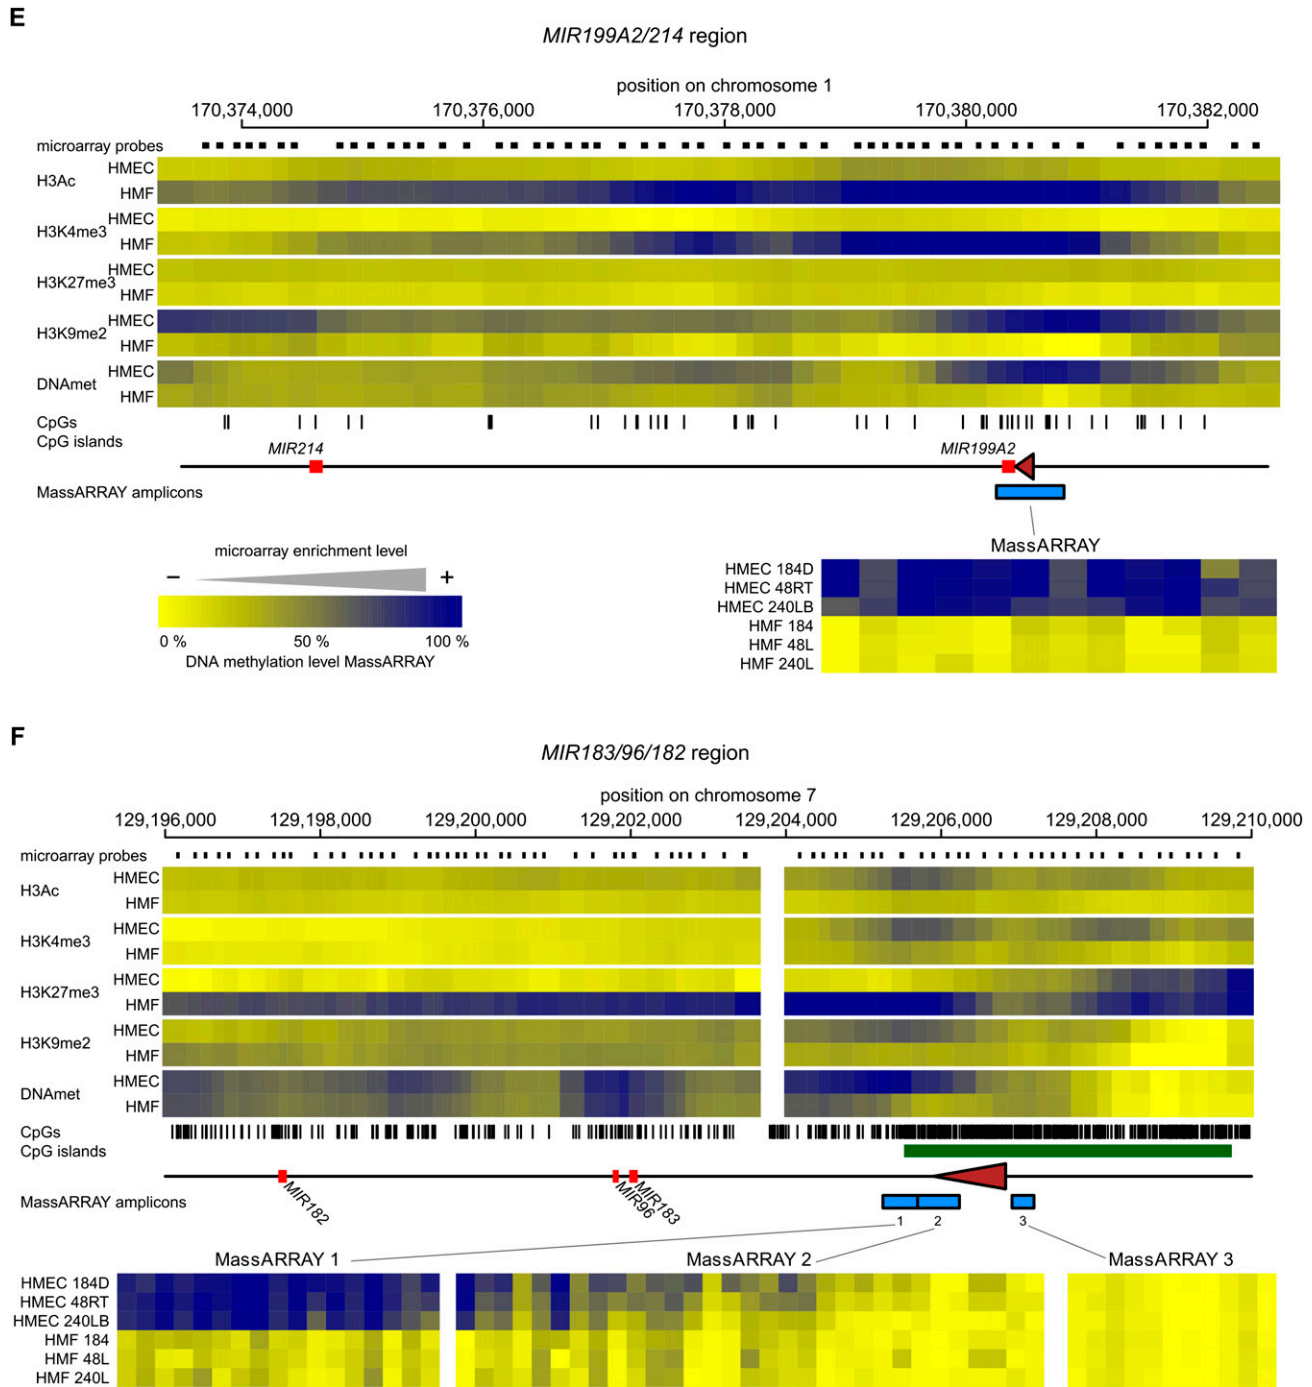 E
MIR199A2/214 region
position on chromosome 1
170,374,000 170,376,000 170,378,000 170,380,000 170,382,000
microarray probes
H3Ac HMEC
HMF
H3K4me3 HMEC
HMF
H3K27me3 HMEC
HMF
H3K9me2 HMEC
HMF
DNAmet HMEC
HMF
CpGs
CpG islands
MIR214 MIR199A2
MassARRAY amplicons
microarray enrichment level
− +
0 % 50 % 100 %
DNA methylation level MassARRAY
MassARRAY
HMEC 184D
HMEC 48RT
HMEC 240LB
HMF 184
HMF 48L
HMF 240L
F
MIR183/96/182 region
position on chromosome 7
129,196,000 129,198,000 129,200,000 129,202,000 129,204,000 129,206,000 129,208,000 129,210,000
microarray probes
H3Ac HMEC
HMF
H3K4me3 HMEC
HMF
H3K27me3 HMEC
HMF
H3K9me2 HMEC
HMF
DNAmet HMEC
HMF
CpGs
CpG islands
MIR182 MIR96 MIR183
MassARRAY amplicons
1 2 3
MassARRAY 1 MassARRAY 2 MassARRAY 3
HMEC 184D
HMEC 48RT
HMEC 240LB
HMF 184
HMF 48L
HMF 240L